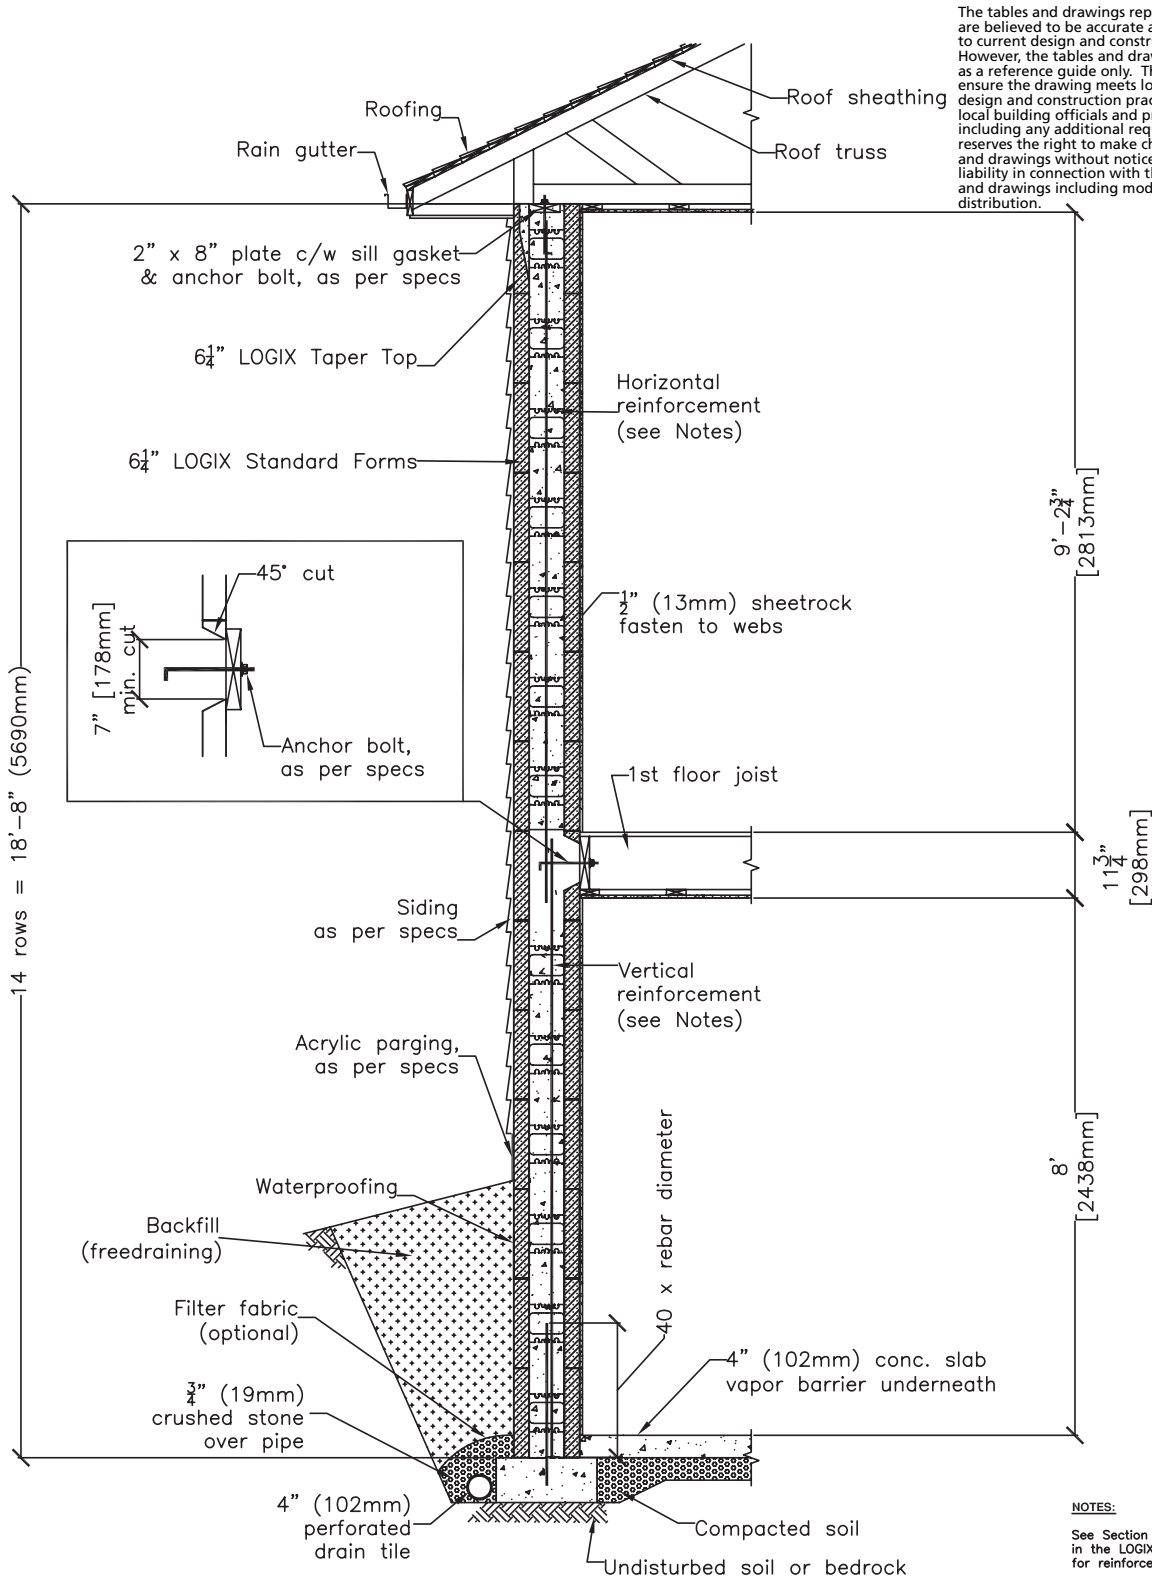 The tables and drawings rep
are believed to be accurate a
to current design and constr
However, the tables and draw
as a reference guide only. Th
ensure the drawing meets lo
design and construction prac
local building officials and pr
including any additional requ
reserves the right to make ch
and drawings without notice
liability in connection with th
and drawings including mod
distribution.
Roof sheathing
Roofing
Rain gutter
Roof truss
2” x 8” plate c/w sill gasket
& anchor bolt, as per specs
6¼” LOGIX Taper Top
Horizontal
reinforcement
(see Notes)
6¼” LOGIX Standard Forms
9'-2¾”
[2813mm]
45° cut
7” [178mm]
min. cut
Anchor bolt,
as per specs
½” (13mm) sheetrock
fasten to webs
14 rows = 18'-8” (5690mm)
1st floor joist
11¾”
[298mm]
Siding
as per specs
Vertical
reinforcement
(see Notes)
Acrylic parging,
as per specs
40 x rebar diameter
8'
[2438mm]
Waterproofing
Backfill
(freedraining)
Filter fabric
(optional)
4” (102mm) conc. slab
vapor barrier underneath
¾” (19mm)
crushed stone
over pipe
4” (102mm)
perforated
drain tile
Compacted soil
Undisturbed soil or bedrock
NOTES:
See Section
in the LOGIX
for reinforce